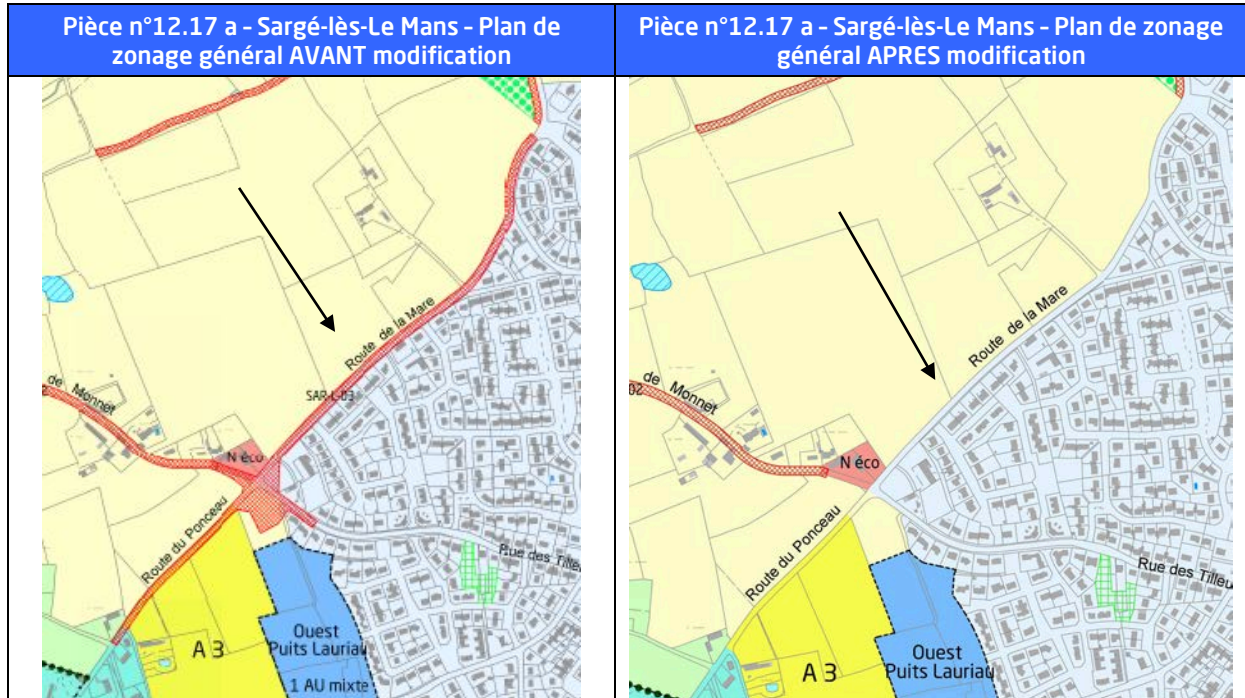 Pièce n°12.17 a – Sargé-lès-Le Mans – Plan de
zonage général AVANT modification
Pièce n°12.17 a – Sargé-lès-Le Mans – Plan de zonage
général APRES modification
Route de la Mare
SAR-L-03
de Monnet
N éco
Route du Ponceau
Rue des Tilleu
A 3
Ouest
Puits Lauriau
1 AU mixte
Route de la Mare
de Monnet
02
N éco
Route du Ponceau
Rue des Tilleu
A 3
Ouest
Puits Lauriau